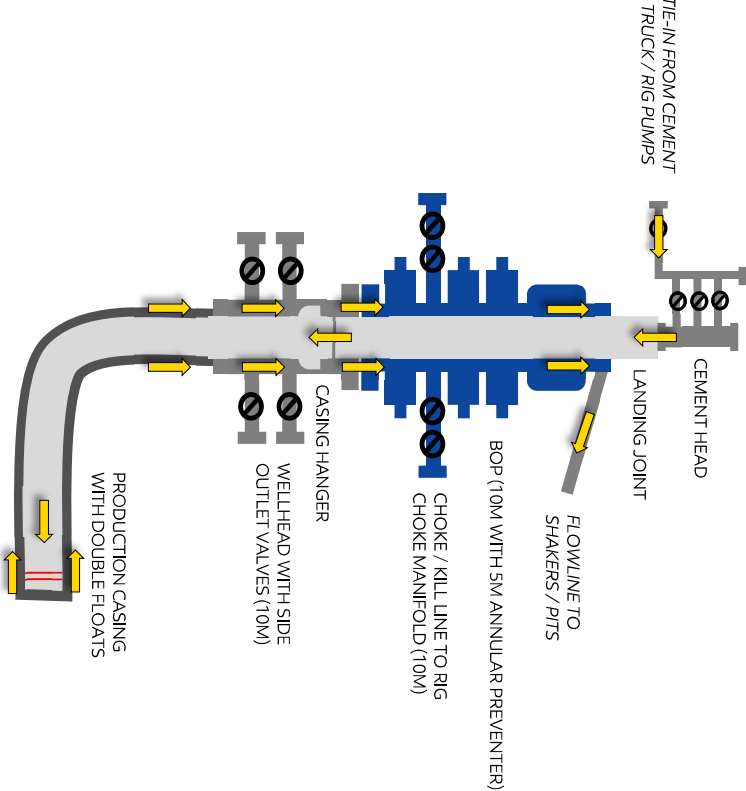 TIE-IN FROM CEMENT
TRUCK / RIG PUMPS
CEMENT HEAD
LANDING JOINT
FLOWLINE TO
SHAKERS / PITS
BOP (10M WITH 5M ANNULAR PREVENTER)
CHOKE / KILL LINE TO RIG
CHOKE MANIFOLD (10M)
CASING HANGER
WELLHEAD WITH SIDE
OUTLET VALVES (10M)
PRODUCTION CASING
WITH DOUBLE FLOATS